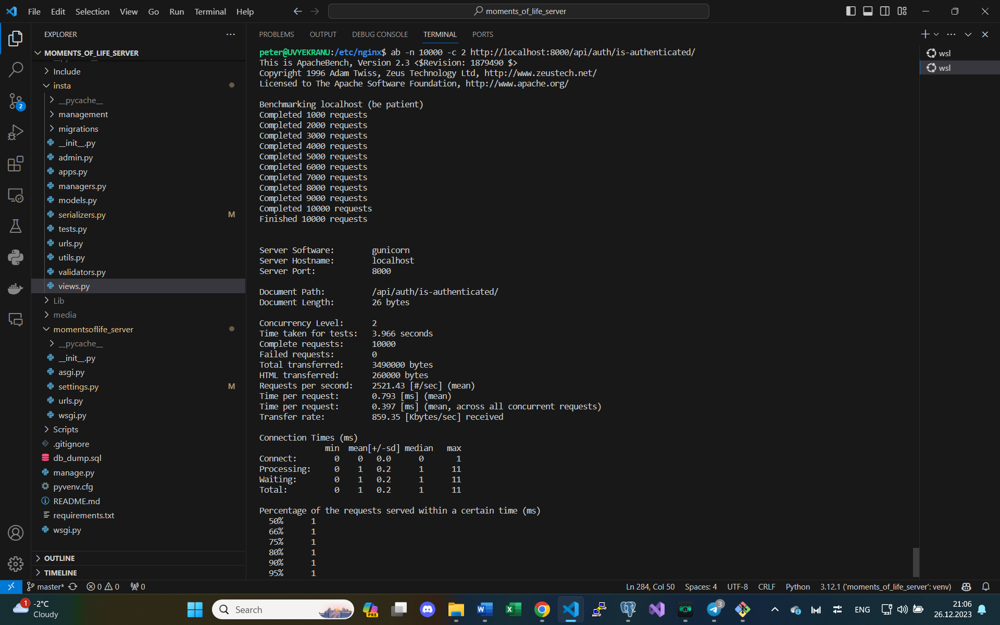 File Edit Selection View Go Run Terminal Help
moments_of_life_server
EXPLORER
MOMENTS_OF_LIFE_SERVER
Include
insta
__pycache__
management
migrations
__init__.py
admin.py
apps.py
managers.py
models.py
serializers.py M
tests.py
urls.py
utils.py
validators.py
views.py
Lib
media
momentsoflife_server
__pycache__
__init__.py
asgi.py
settings.py M
urls.py
wsgi.py
Scripts
.gitignore
db_dump.sql
manage.py
pyvenv.cfg
README.md
requirements.txt
wsgi.py
OUTLINE
TIMELINE
2
PROBLEMS OUTPUT DEBUG CONSOLE TERMINAL PORTS
wsl
wsl
peter@UVYEKRANU:/etc/nginx$ ab -n 10000 -c 2 http://localhost:8000/api/auth/is-authenticated/
This is ApacheBench, Version 2.3 <$Revision: 1879490 $>
Copyright 1996 Adam Twiss, Zeus Technology Ltd, http://www.zeustech.net/
Licensed to The Apache Software Foundation, http://www.apache.org/
Benchmarking localhost (be patient)
Completed 1000 requests
Completed 2000 requests
Completed 3000 requests
Completed 4000 requests
Completed 5000 requests
Completed 6000 requests
Completed 7000 requests
Completed 8000 requests
Completed 9000 requests
Completed 10000 requests
Finished 10000 requests
Server Software: gunicorn
Server Hostname: localhost
Server Port: 8000
Document Path: /api/auth/is-authenticated/
Document Length: 26 bytes
Concurrency Level: 2
Time taken for tests: 3.966 seconds
Complete requests: 10000
Failed requests: 0
Total transferred: 3490000 bytes
HTML transferred: 260000 bytes
Requests per second: 2521.43 [#/sec] (mean)
Time per request: 0.793 [ms] (mean)
Time per request: 0.397 [ms] (mean, across all concurrent requests)
Transfer rate: 859.35 [Kbytes/sec] received
Connection Times (ms)
min mean[+/-sd] median max
Connect: 0 0 0.0 0 1
Processing: 0 1 0.2 1 11
Waiting: 0 1 0.2 1 11
Total: 0 1 0.2 1 11
Percentage of the requests served within a certain time (ms)
50% 1
66% 1
75% 1
80% 1
90% 1
95% 1
master* 0 0 0 Ln 284, Col 50 Spaces: 4 UTF-8 CRLF Python 3.12.1 ('moments_of_life_server': venv)
1 -2°C
Cloudy
Search
PRE
3
ENG
21:06
26.12.2023